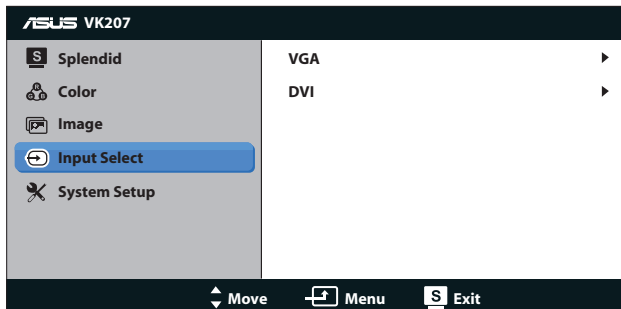 ASUS VK207
S Splendid
Color
Image
Input Select
System Setup
VGA
DVI
Move Menu S Exit